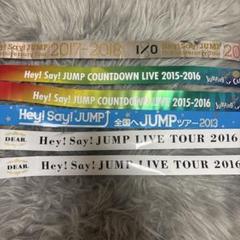 Hey! Say! JUMP 2017-2018 I/O 20
Hey! Say! JUMP COUNTDOWN LIVE 2015-2016
Hey! Say! JUMP COUNTDOWN LIVE 2015-2016
Hey! Say! JUMP 全国へJUMPツアー2013
DEAR. Hey! Say! JUMP LIVE TOUR 2016
DEAR. Hey! Say! JUMP LIVE TOUR 2016